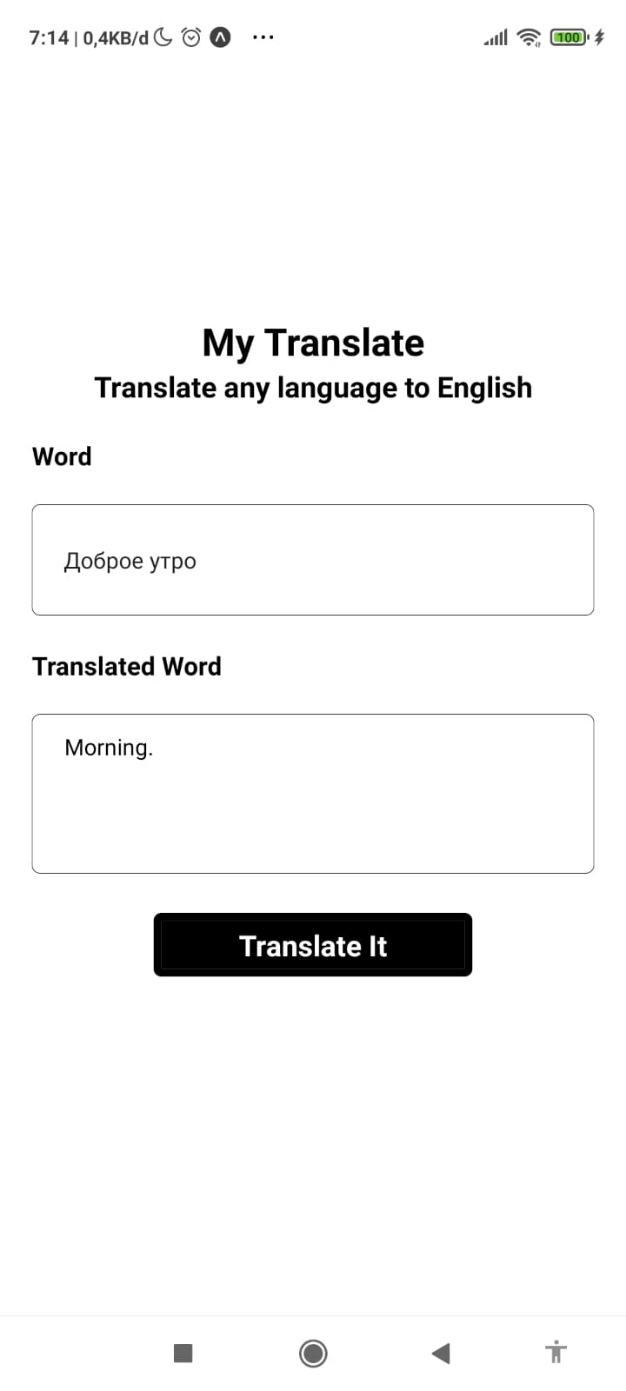 7:14 | 0,4KB/d
100
My Translate
Translate any language to English
Word
Доброе утро
Translated Word
Morning.
Translate It